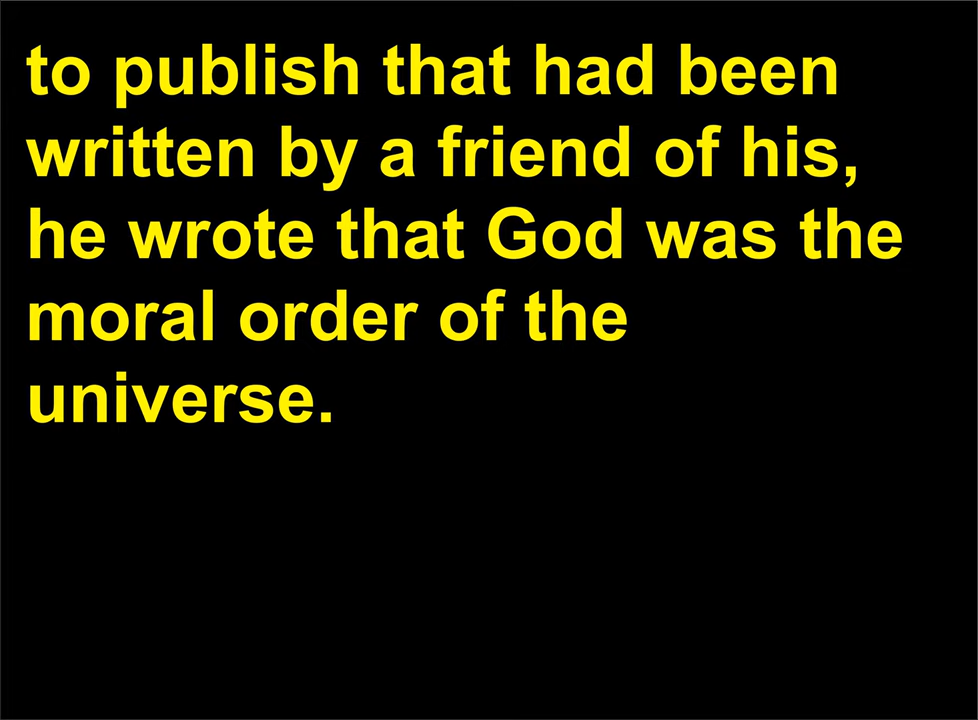 to publish that had been
written by a friend of his,
he wrote that God was the
moral order of the
universe.